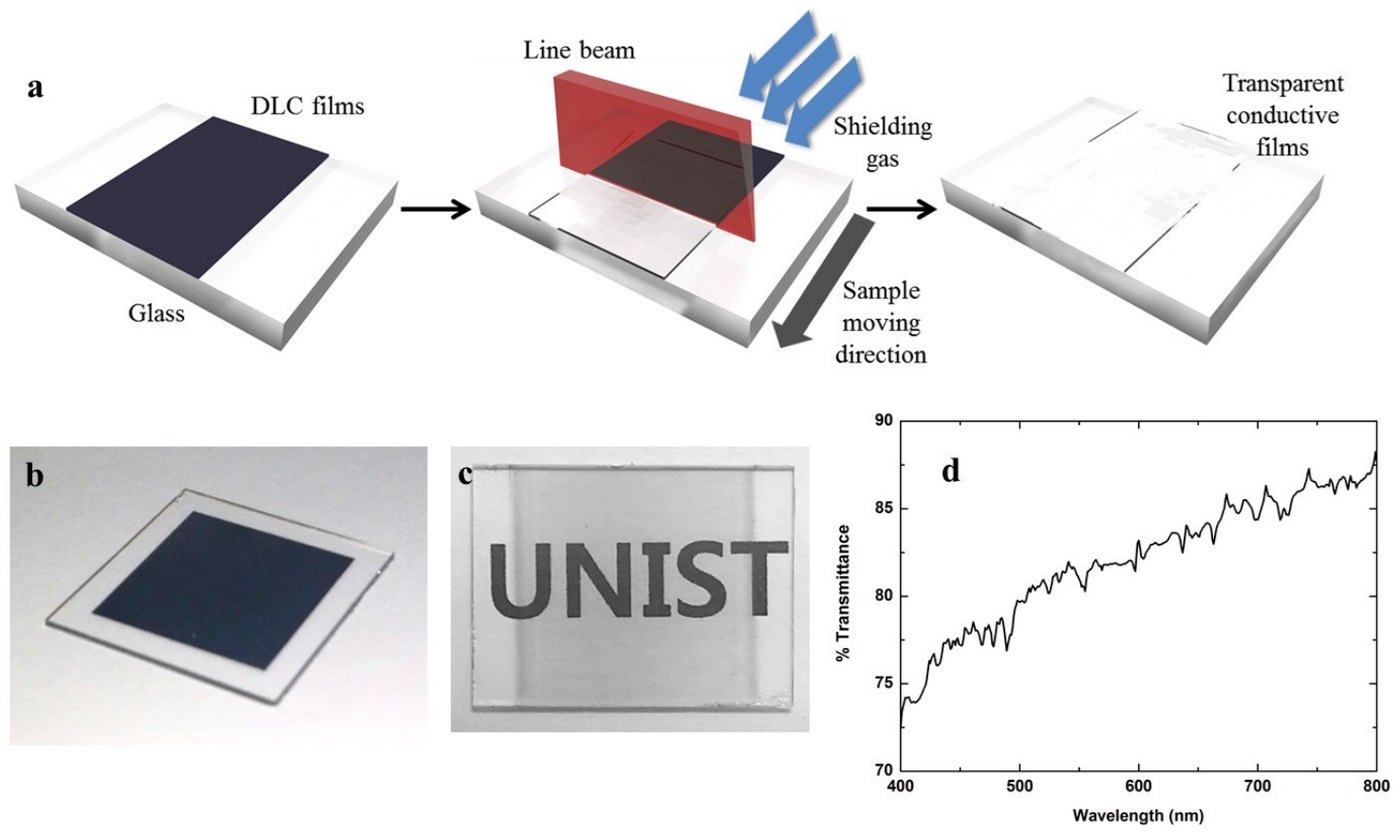 a
DLC films
Glass
Line beam
Shielding
gas
Sample
moving
direction
Transparent
conductive
films
b
c
UNIST
d
90
85
80
75
70
% Transmittance
400
500
600
700
800
Wavelength (nm)